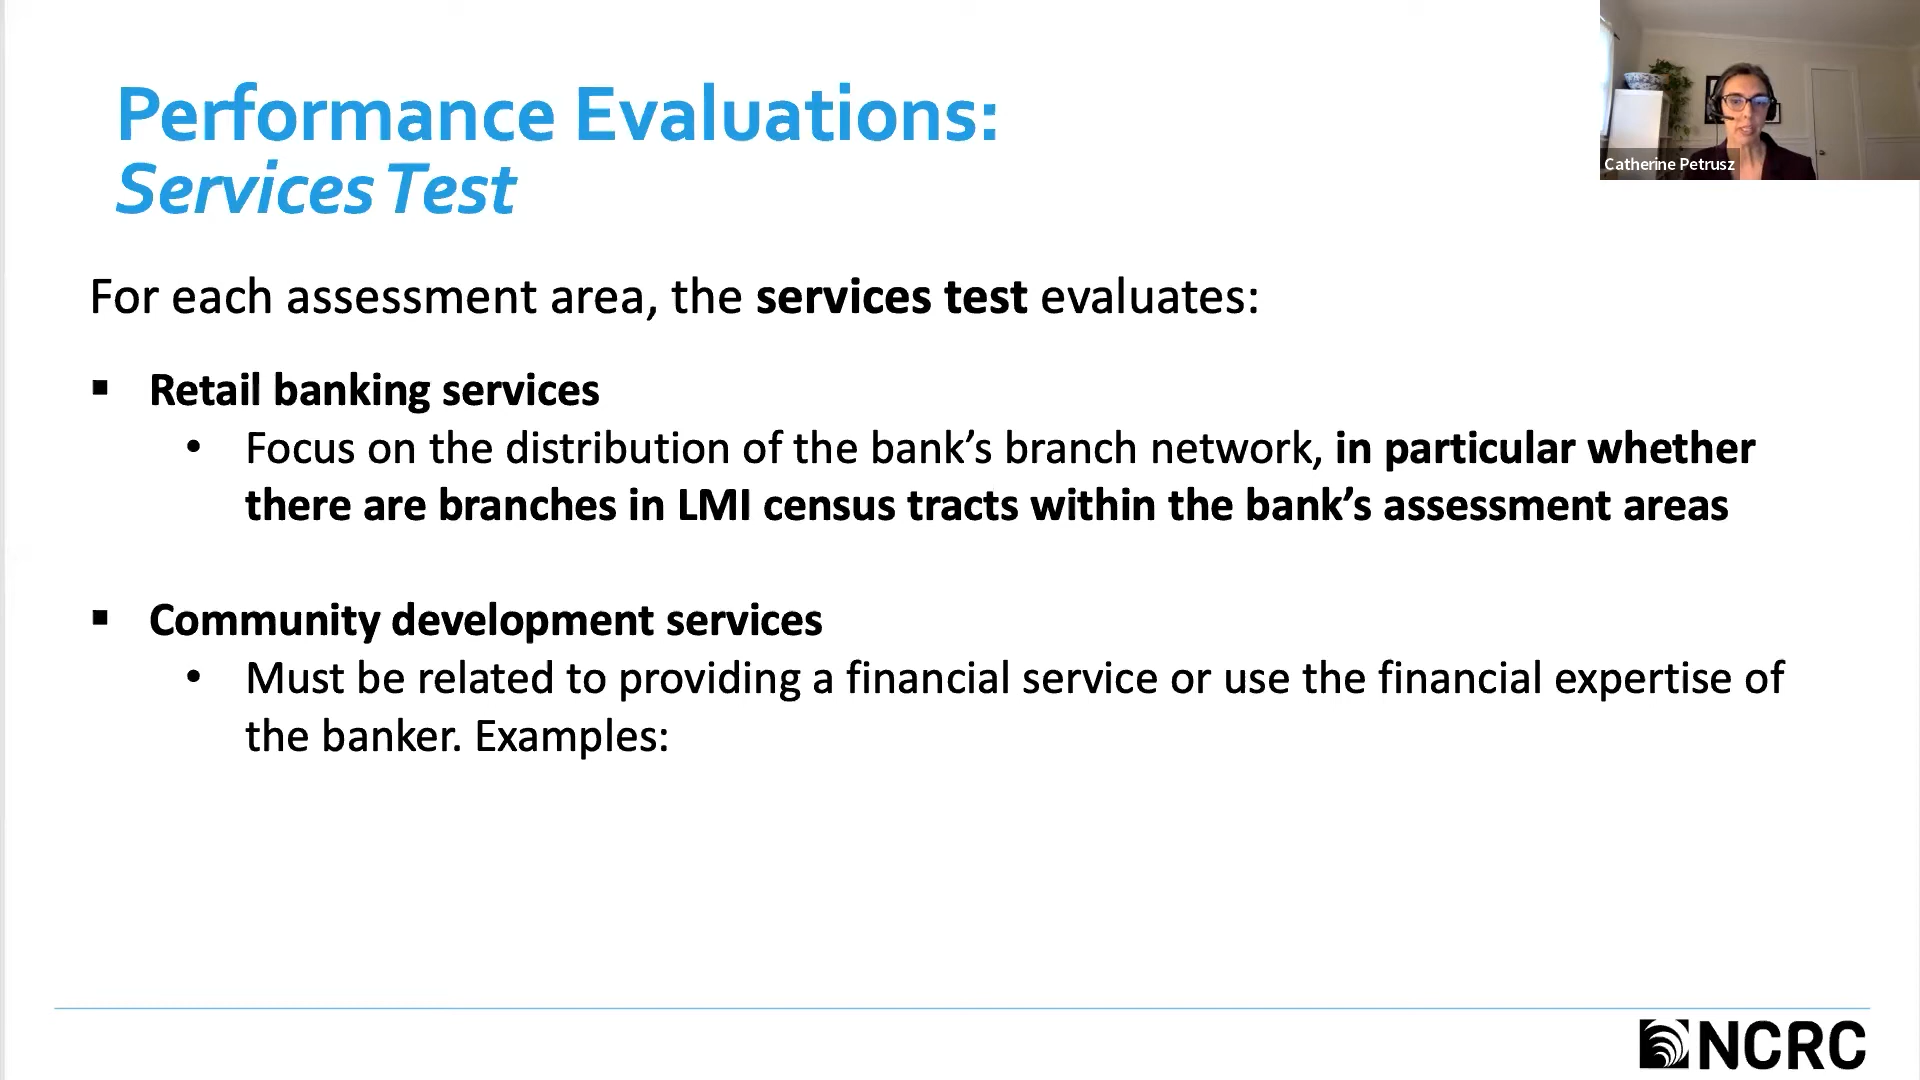 Performance Evaluations:
Services Test
Catherine Petrusz
For each assessment area, the services test evaluates:
▪ Retail banking services
• Focus on the distribution of the bank’s branch network, in particular whether
there are branches in LMI census tracts within the bank’s assessment areas
▪ Community development services
• Must be related to providing a financial service or use the financial expertise of
the banker. Examples:
NCRC